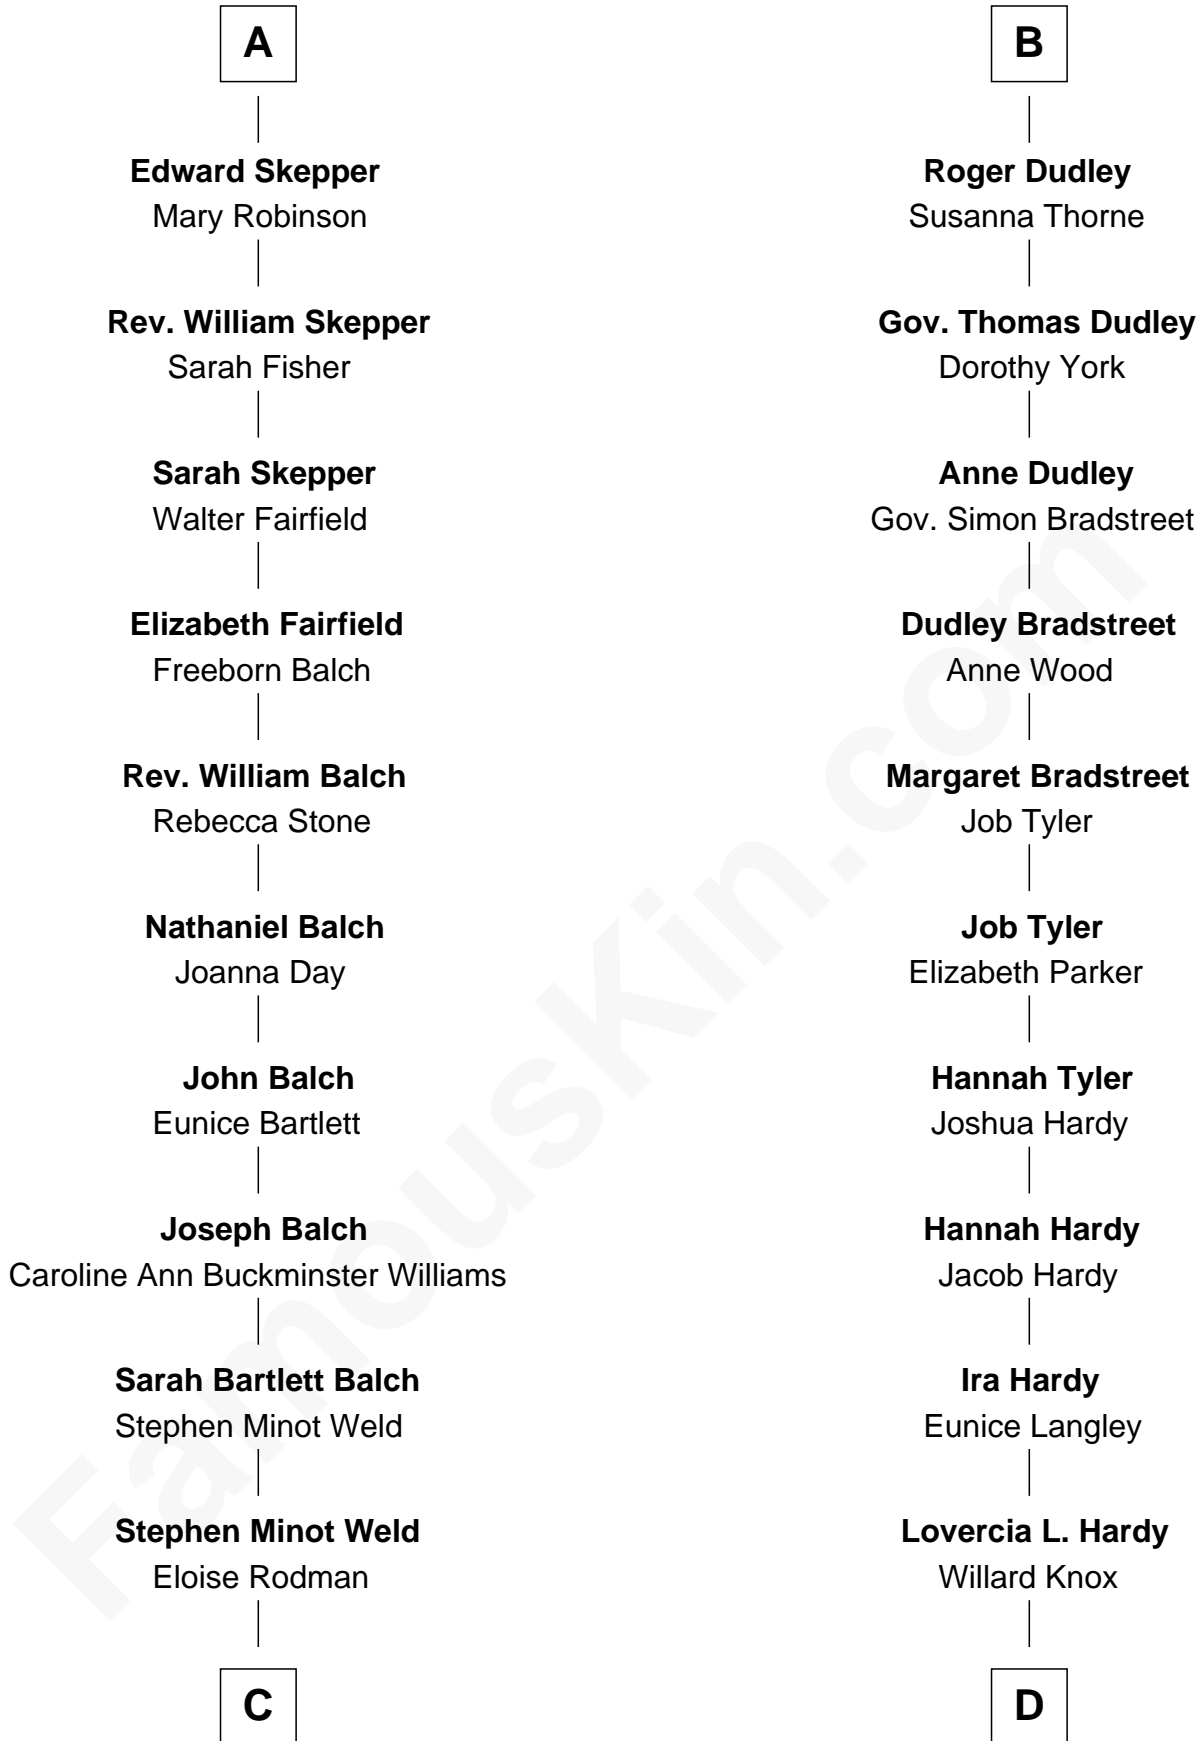 A
Edward Skepper
Mary Robinson
Rev. William Skepper
Sarah Fisher
Sarah Skepper
Walter Fairfield
Elizabeth Fairfield
Freeborn Balch
Rev. William Balch
Rebecca Stone
Nathaniel Balch
Joanna Day
John Balch
Eunice Bartlett
Joseph Balch
Caroline Ann Buckminster Williams
Sarah Bartlett Balch
Stephen Minot Weld
Stephen Minot Weld
Eloise Rodman
C
B
Roger Dudley
Susanna Thorne
Gov. Thomas Dudley
Dorothy York
Anne Dudley
Gov. Simon Bradstreet
Dudley Bradstreet
Anne Wood
Margaret Bradstreet
Job Tyler
Job Tyler
Elizabeth Parker
Hannah Tyler
Joshua Hardy
Hannah Hardy
Jacob Hardy
Ira Hardy
Eunice Langley
Lovercia L. Hardy
Willard Knox
D
FamousKin.com